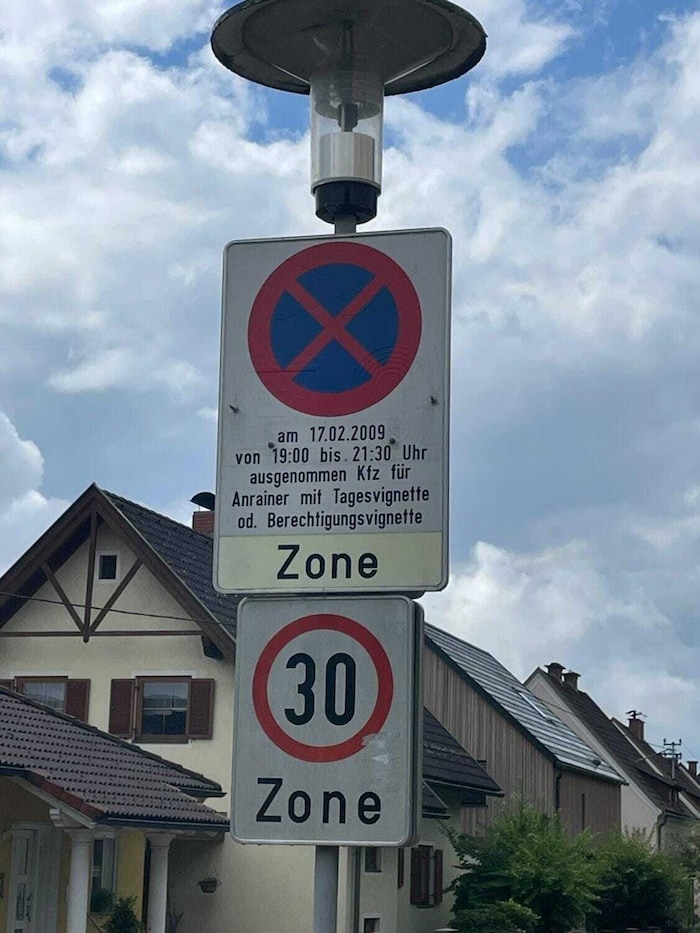 am 17.02.2009
von 19:00 bis 21:30 Uhr
ausgenommen Kfz für
Anrainer mit Tagesvignette
od. Berechtigungsvignette
Zone
30
Zone